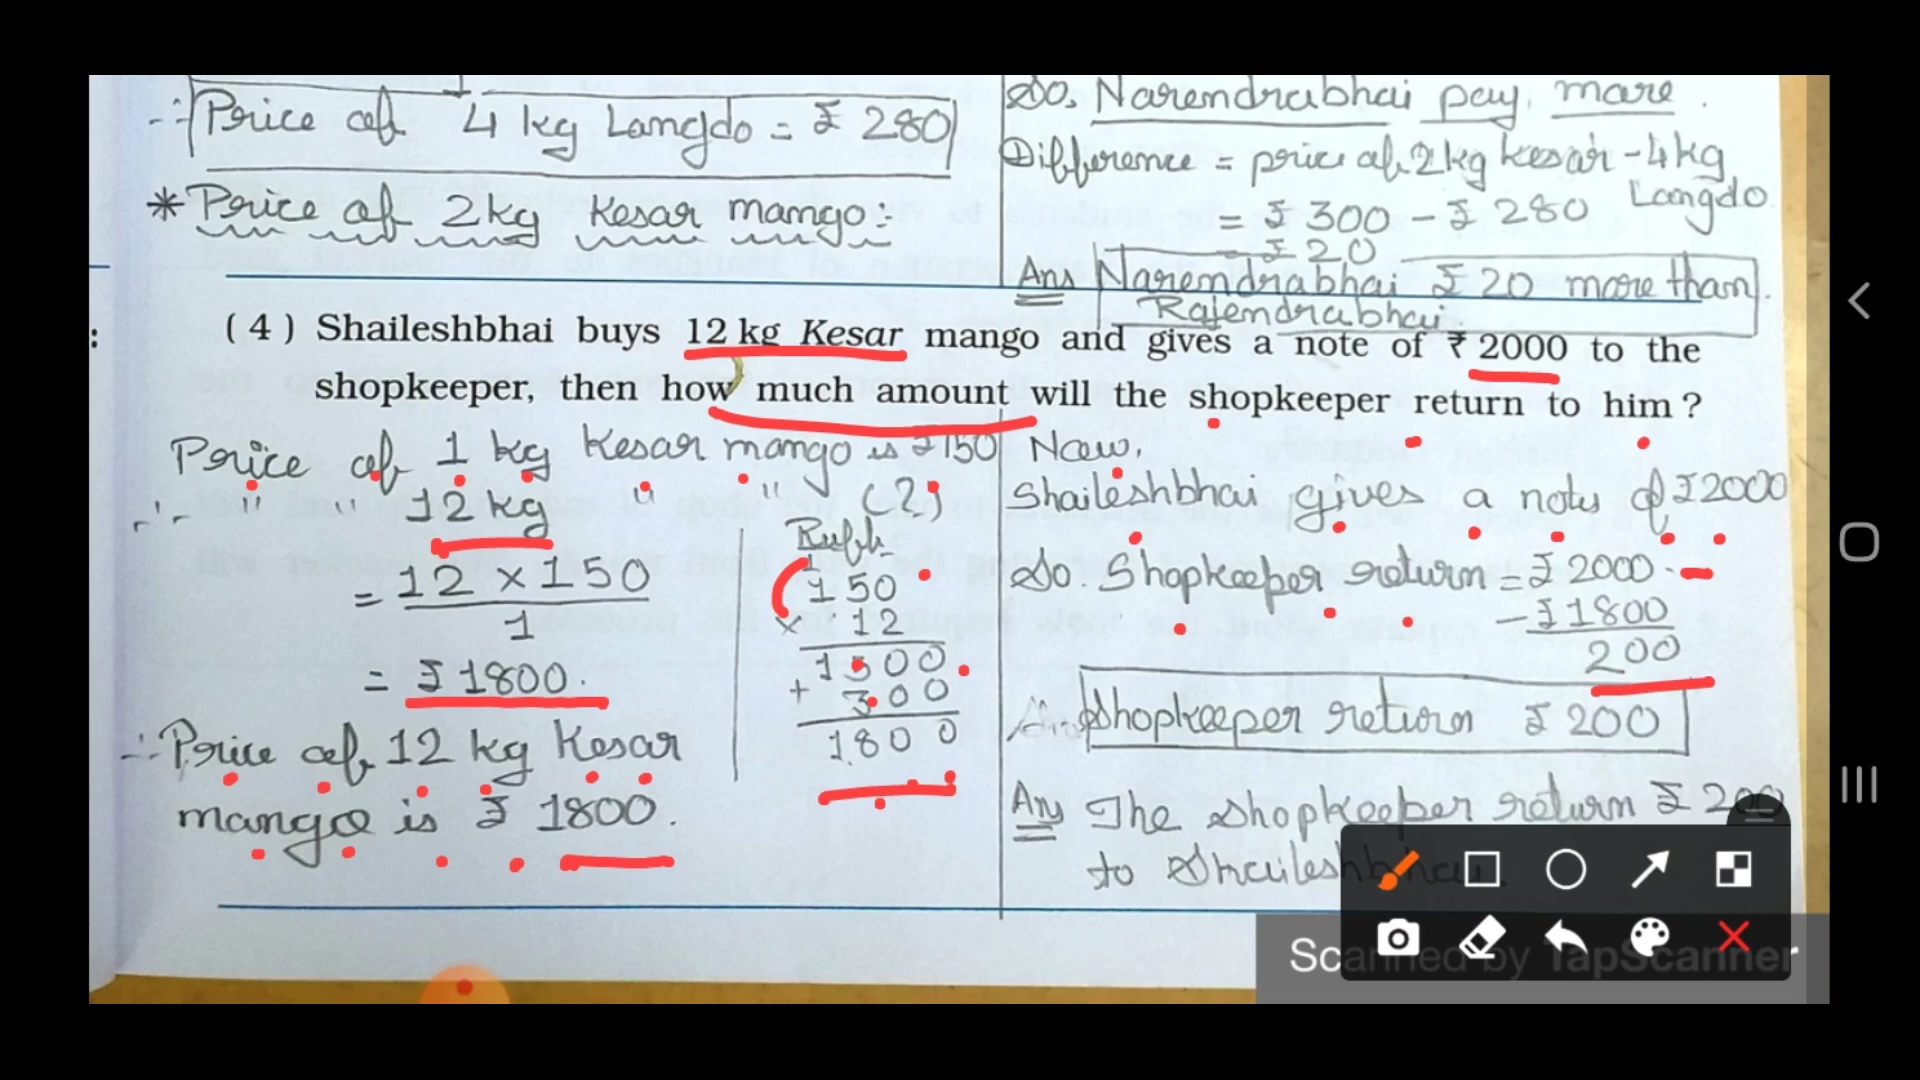 ∴ Price of 4 kg Langdo = ₹ 280
* Price of 2 kg Kesar mango :-
So, Narendrabhai pay, more.
Difference = price of 2 kg kesar - 4 kg
Langdo
= ₹ 300 - ₹ 280
= ₹ 20
Ans Narendrabhai ₹ 20 more than
Rajendrabhai.
( 4 ) Shaileshbhai buys 12 kg Kesar mango and gives a note of ₹ 2000 to the
shopkeeper, then how much amount will the shopkeeper return to him ?
Price of 1 kg Kesar mango is ₹ 150
∴ " " 12 kg " " (?)
= 12 × 150
1
= ₹ 1800.
∴ Price of 12 kg Kesar
mango is ₹ 1800.
Ruff
1
150
× 12
1500
+ 300
1800
Now,
Shaileshbhai gives a note of ₹ 2000
So. Shopkeeper return = ₹ 2000
- ₹ 1800
200
Shopkeeper return ₹ 200
Ans The shopkeeper return ₹ 200
to Shaileshbhai.
Scanned by TapScanner